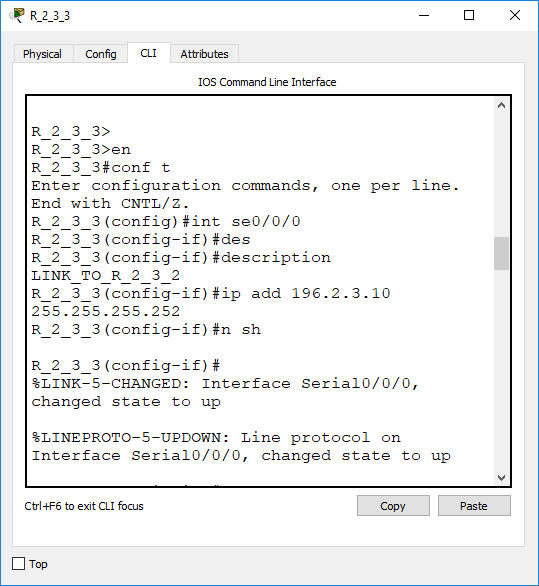 R_2_3_3
Physical Config CLI Attributes
IOS Command Line Interface
R_2_3_3>
R_2_3_3>en
R_2_3_3#conf t
Enter configuration commands, one per line.
End with CNTL/Z.
R_2_3_3(config)#int se0/0/0
R_2_3_3(config-if)#des
R_2_3_3(config-if)#description
LINK_TO_R_2_3_2
R_2_3_3(config-if)#ip add 196.2.3.10
255.255.255.252
R_2_3_3(config-if)#n sh
R_2_3_3(config-if)#
%LINK-5-CHANGED: Interface Serial0/0/0,
changed state to up
%LINEPROTO-5-UPDOWN: Line protocol on
Interface Serial0/0/0, changed state to up
Ctrl+F6 to exit CLI focus
Copy Paste
Top